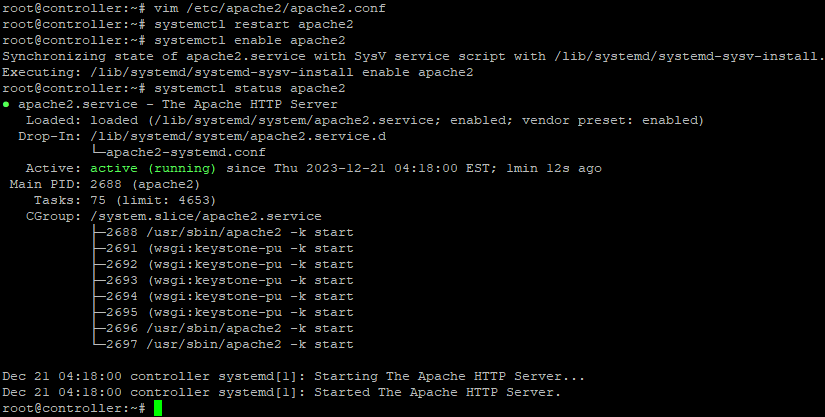 root@controller:~# vim /etc/apache2/apache2.conf
root@controller:~# systemctl restart apache2
root@controller:~# systemctl enable apache2
Synchronizing state of apache2.service with SysV service script with /lib/systemd/systemd-sysv-install.
Executing: /lib/systemd/systemd-sysv-install enable apache2
root@controller:~# systemctl status apache2
● apache2.service - The Apache HTTP Server
   Loaded: loaded (/lib/systemd/system/apache2.service; enabled; vendor preset: enabled)
  Drop-In: /lib/systemd/system/apache2.service.d
           └─apache2-systemd.conf
   Active: active (running) since Thu 2023-12-21 04:18:00 EST; 1min 12s ago
 Main PID: 2688 (apache2)
    Tasks: 75 (limit: 4653)
   CGroup: /system.slice/apache2.service
           ├─2688 /usr/sbin/apache2 -k start
           ├─2691 (wsgi:keystone-pu -k start
           ├─2692 (wsgi:keystone-pu -k start
           ├─2693 (wsgi:keystone-pu -k start
           ├─2694 (wsgi:keystone-pu -k start
           ├─2695 (wsgi:keystone-pu -k start
           ├─2696 /usr/sbin/apache2 -k start
           └─2697 /usr/sbin/apache2 -k start

Dec 21 04:18:00 controller systemd[1]: Starting The Apache HTTP Server...
Dec 21 04:18:00 controller systemd[1]: Started The Apache HTTP Server.
root@controller:~#